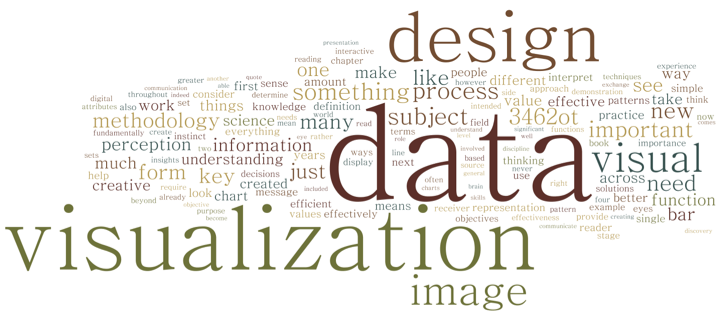 presentation
interactive
reading chapter
design
greater another quote
communication able first sense
one
amount
make like people
however different interpret techniques
experience
way
something process
see simple
digital
attributes
throughout indeed consider determine
also work set things knowledge definition
approach demonstration exchange
value effective patterns take think
side intended
methodology science needs many world read
subject field 3462ot practice new now comes
fundamentally create instinct everything mean eye rather
role terms understand level significant functions important
perception two information
data
well discipline book importance
visual
sets insights years ways line involved based thinking
much understanding display next source never
across need
help form key decisions just general use
solutions
creative require created message often charts brain right
four better function
already look chart included skills
beyond objective efficient means receiver representation pattern example eyes single bar
purpose become values effectively objectives effectiveness provide creating
communicate reader stage discovery
visualization
image